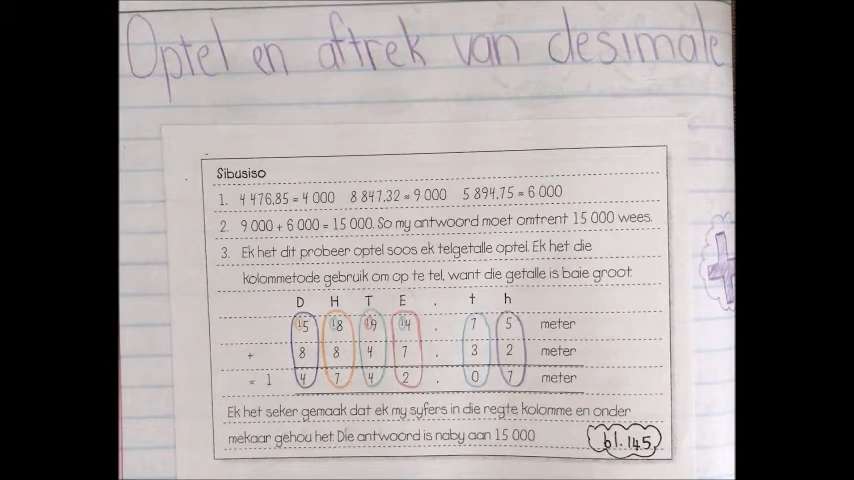 Optel en aftrek van desimale
Sibusiso
1. 4 476,85 ≈ 4 000 8 847,32 ≈ 9 000 5 894,75 ≈ 6 000
2. 9 000 + 6 000 = 15 000. So my antwoord moet omtrent 15 000 wees.
3. Ek het dit probeer optel soos ek telgetalle optel. Ek het die
kolommetode gebruik om op te tel, want die getalle is baie groot.
D H T E , t h
15 18 19 14 , 7 5 meter
+ 8 8 4 7 , 3 2 meter
= 1 4 7 4 2 , 0 7 meter
Ek het seker gemaak dat ek my syfers in die regte kolomme en onder
mekaar gehou het. Die antwoord is naby aan 15 000
bl. 145